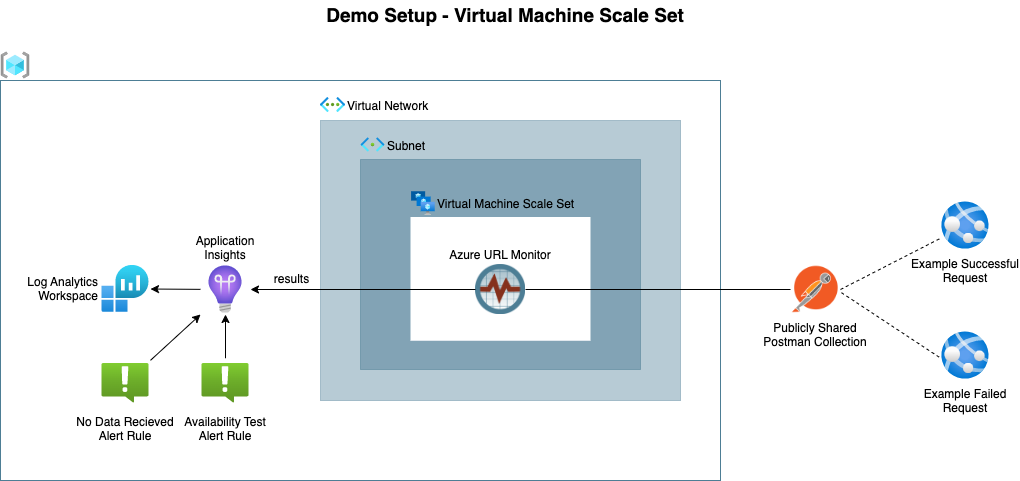 Demo Setup - Virtual Machine Scale Set
Virtual Network
Subnet
Virtual Machine Scale Set
Azure URL Monitor
Application
Insights
results
Log Analytics
Workspace
No Data Recieved
Alert Rule
Availability Test
Alert Rule
Publicly Shared
Postman Collection
Example Successful
Request
Example Failed
Request